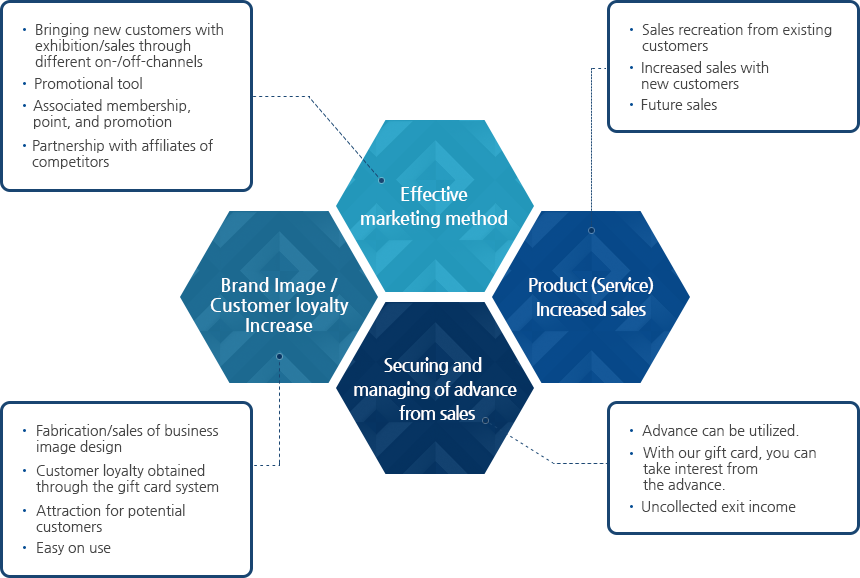 • Bringing new customers with
exhibition/sales through
different on-/off-channels
• Promotional tool
• Associated membership,
point, and promotion
• Partnership with affiliates of
competitors
• Sales recreation from existing
customers
• Increased sales with
new customers
• Future sales
Effective
marketing method
Brand Image /
Customer loyalty
Increase
Product (Service)
Increased sales
Securing and
managing of advance
from sales
• Fabrication/sales of business
image design
• Customer loyalty obtained
through the gift card system
• Attraction for potential
customers
• Easy on use
• Advance can be utilized.
• With our gift card, you can
take interest from
the advance.
• Uncollected exit income